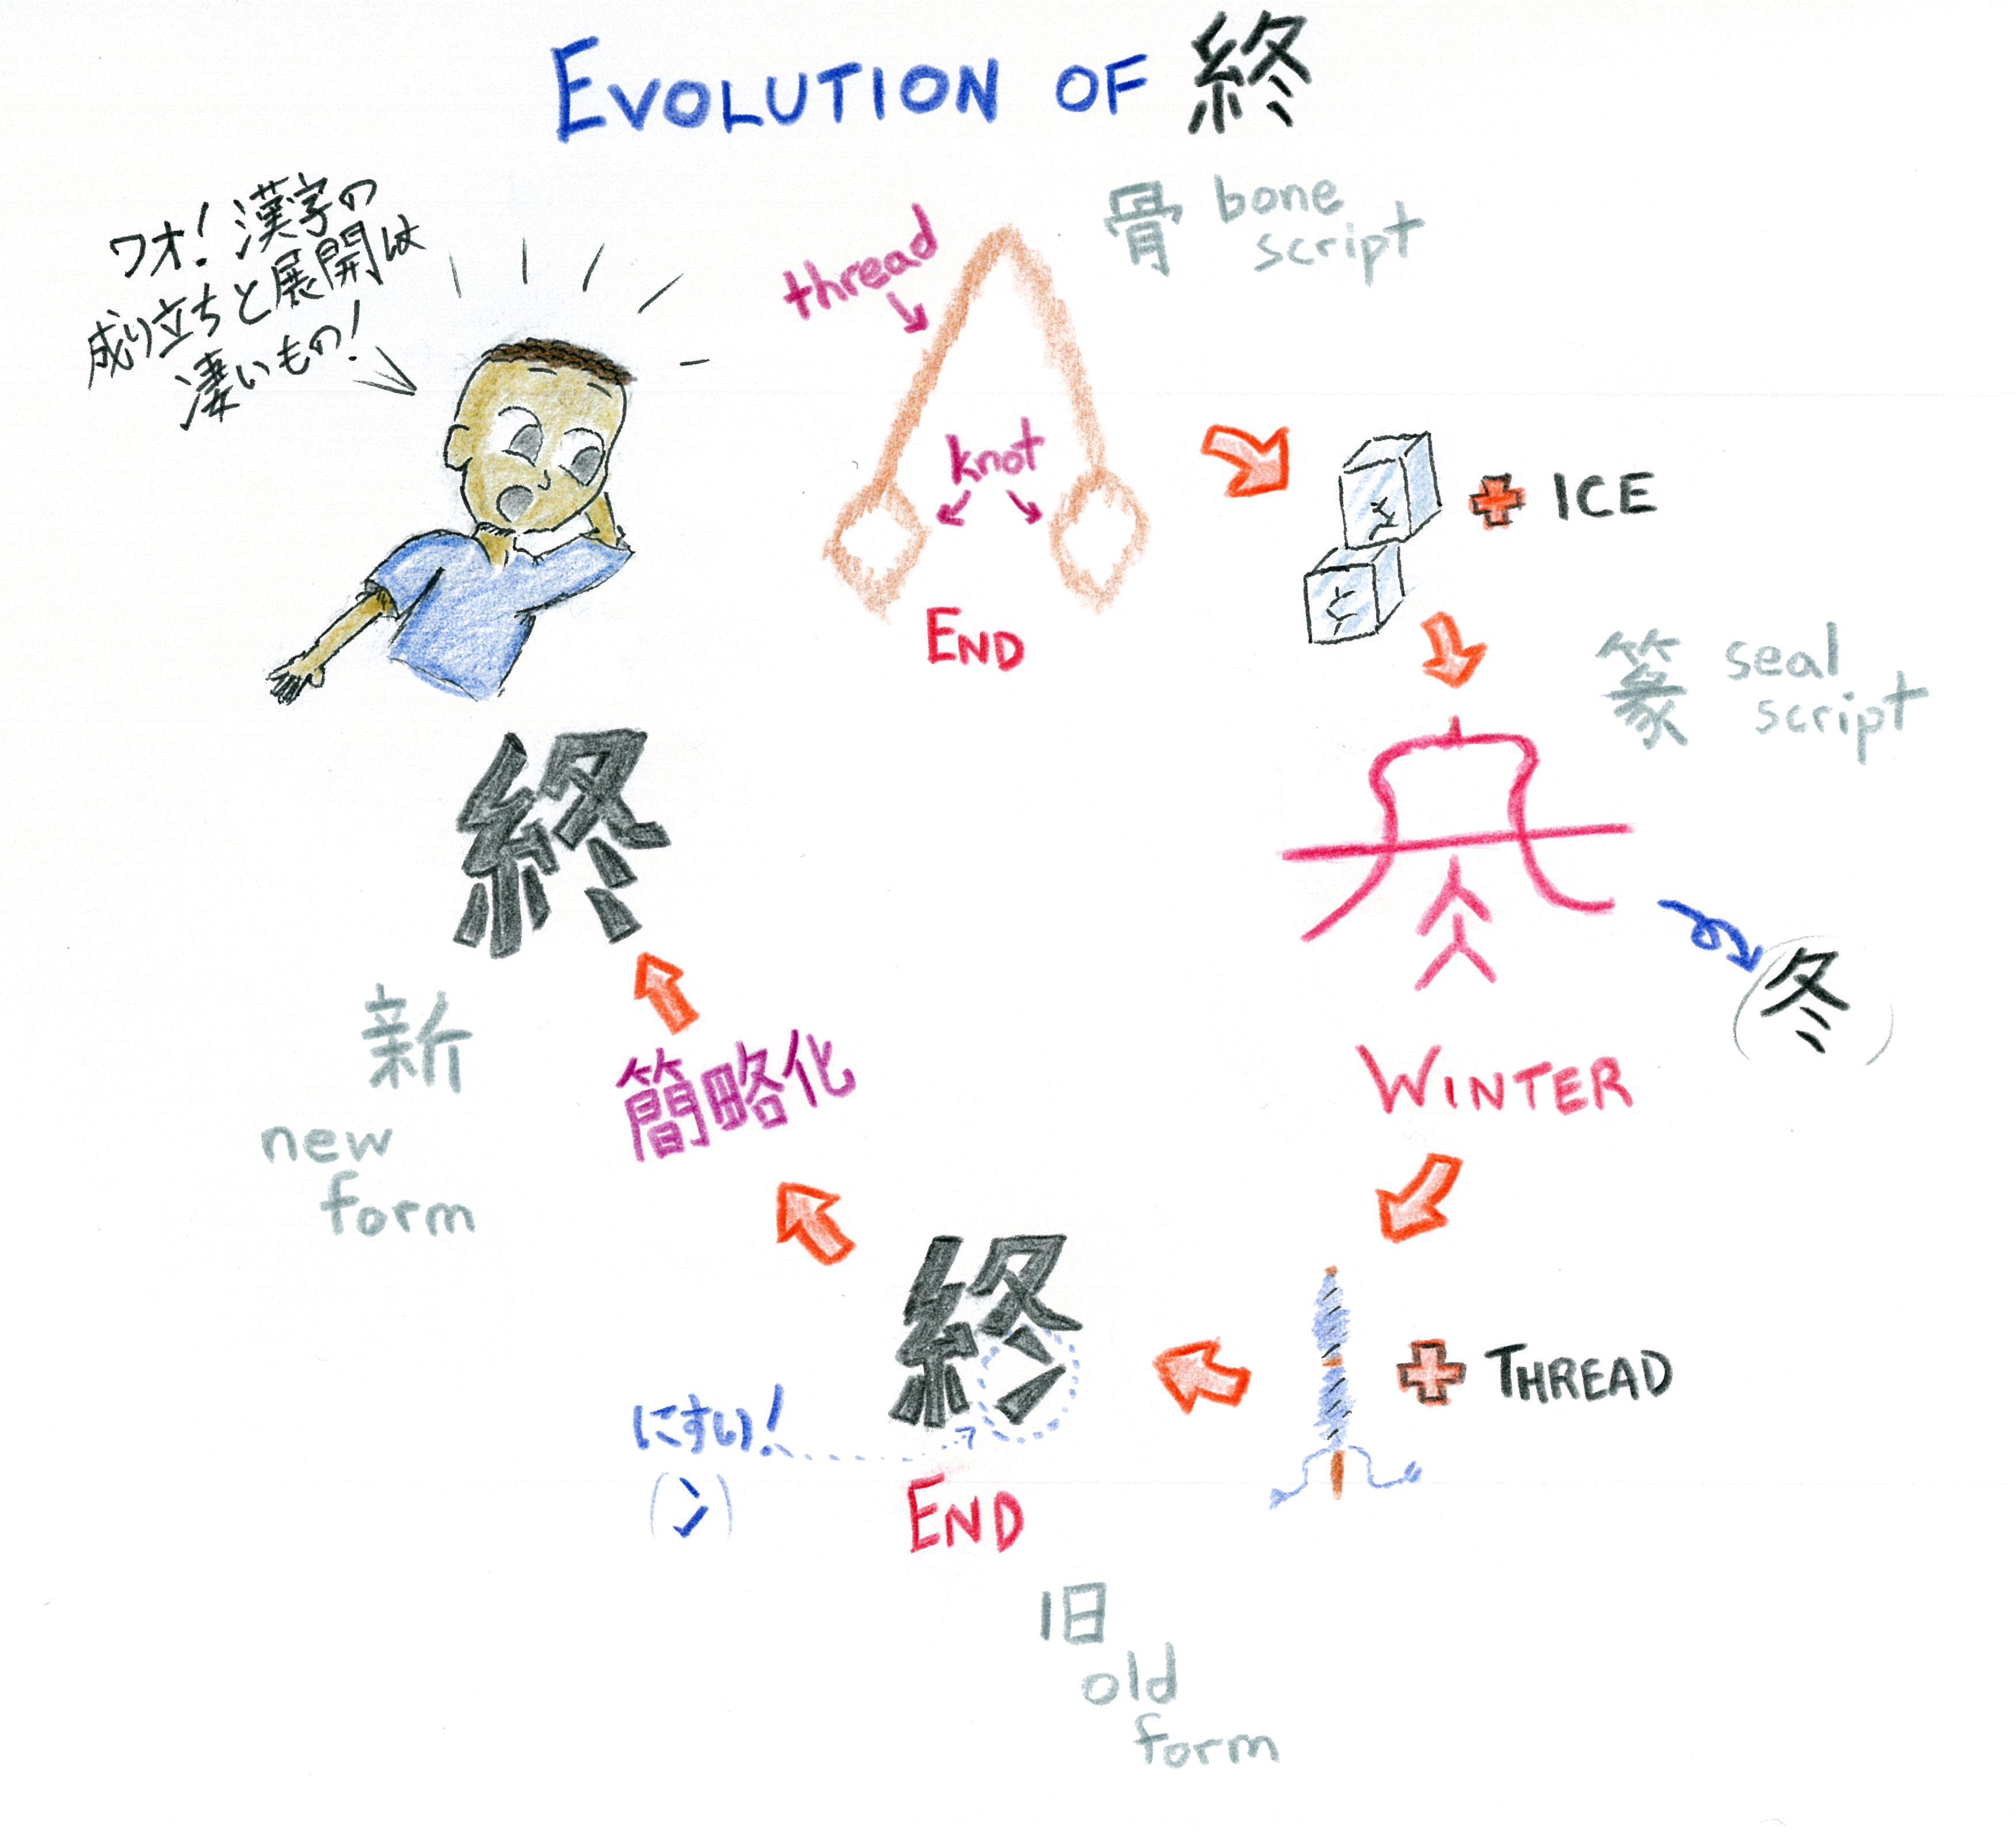 EVOLUTION OF 終
ワオ！漢字の
成り立ちと展開は
凄いもの！
骨 bone
script
thread
knot
END
ICE
篆 seal
script
冬
WINTER
THREAD
終
にすい！
(冫)
END
旧
old
form
簡略化
終
新
new
form